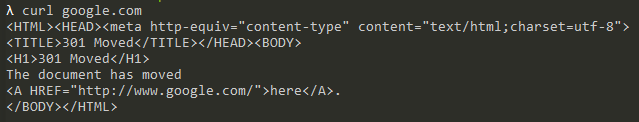 λ curl google.com
<HTML><HEAD><meta http-equiv="content-type" content="text/html;charset=utf-8">
<TITLE>301 Moved</TITLE></HEAD><BODY>
<H1>301 Moved</H1>
The document has moved
<A HREF="http://www.google.com/">here</A>.
</BODY></HTML>